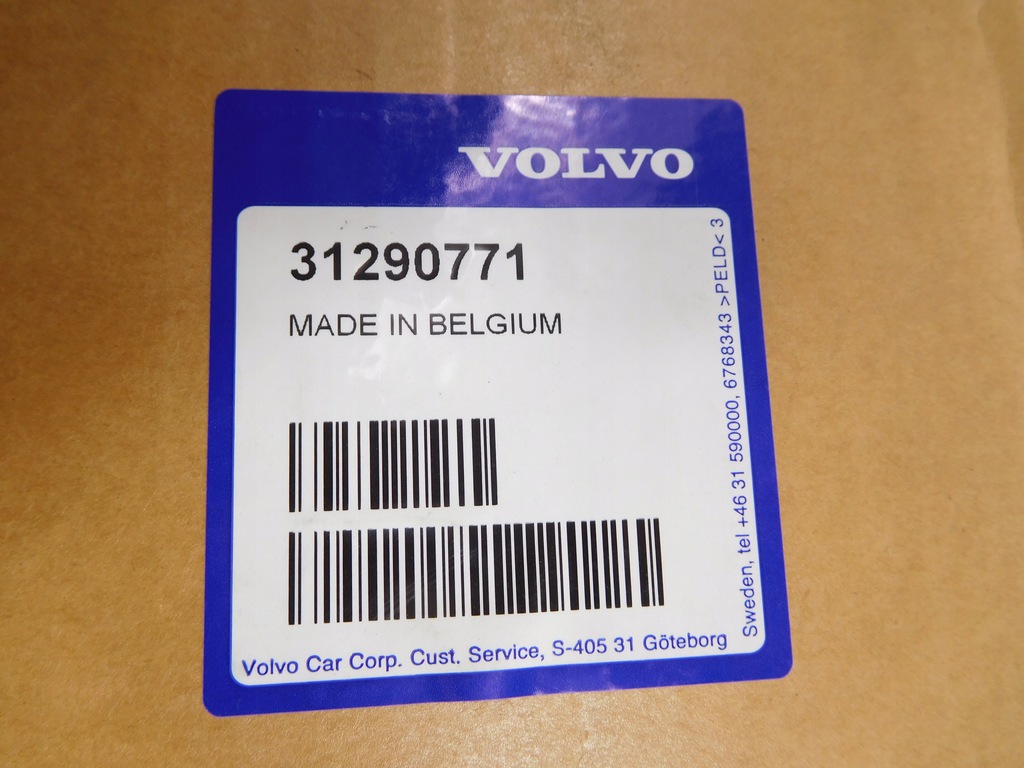 VOLVO
31290771
MADE IN BELGIUM
Volvo Car Corp. Cust. Service, S-405 31 Göteborg
Sweden, tel +46 31 590000, 6768343 >PELD< 3